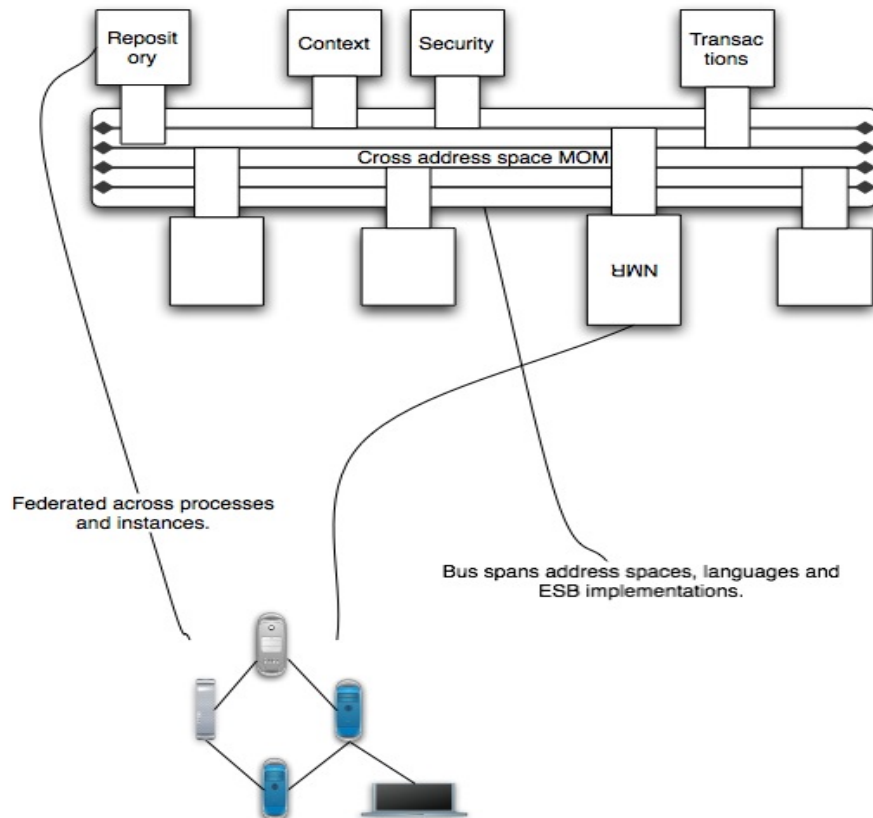 Reposit
ory
Context
Security
Transac
tions
Cross address space MOM
NMR
Federated across processes
and instances.
Bus spans address spaces, languages and
ESB implementations.